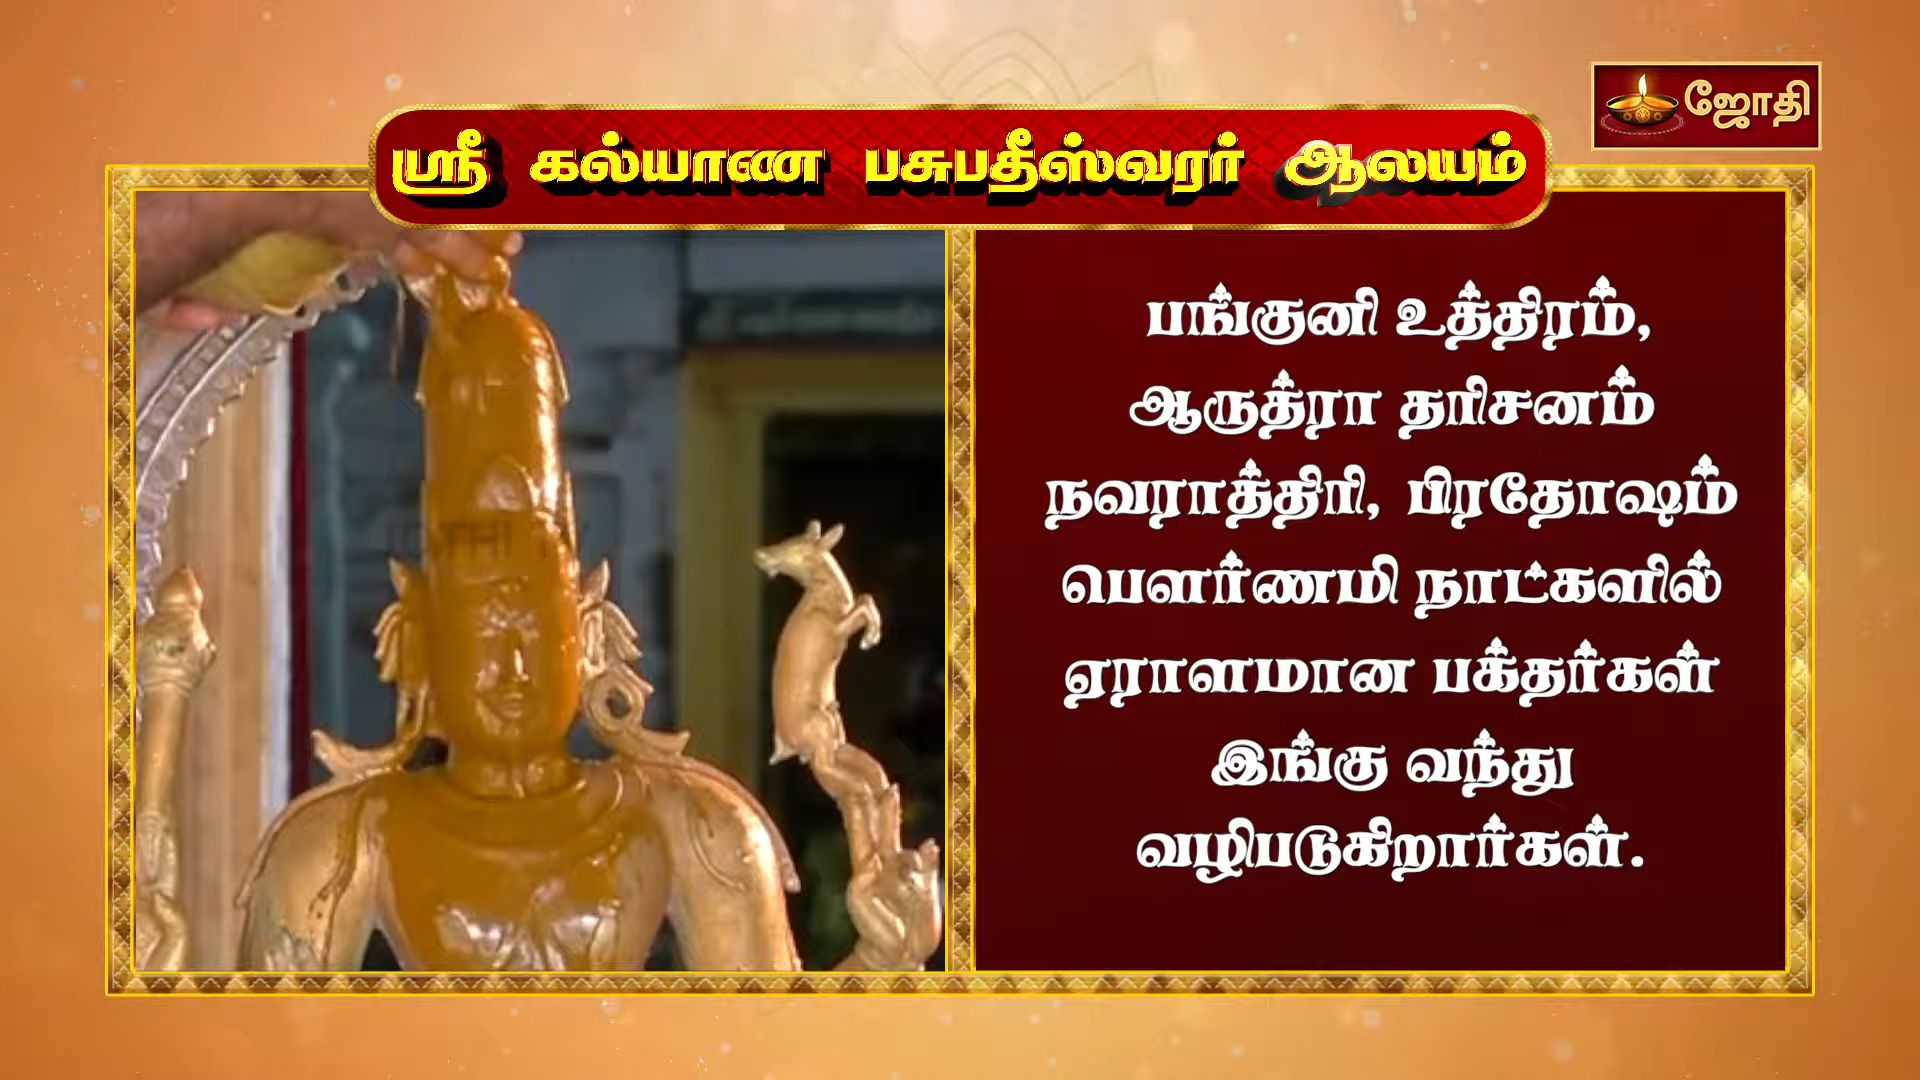 ஜோதி
ஸ்ரீ கல்யாண பசுபதீஸ்வரர் ஆலயம்
பங்குனி உத்திரம்,
ஆருத்ரா தரிசனம்
நவராத்திரி, பிரதோஷம்
பௌர்ணமி நாட்களில்
ஏராளமான பக்தர்கள்
இங்கு வந்து
வழிபடுகிறார்கள்.